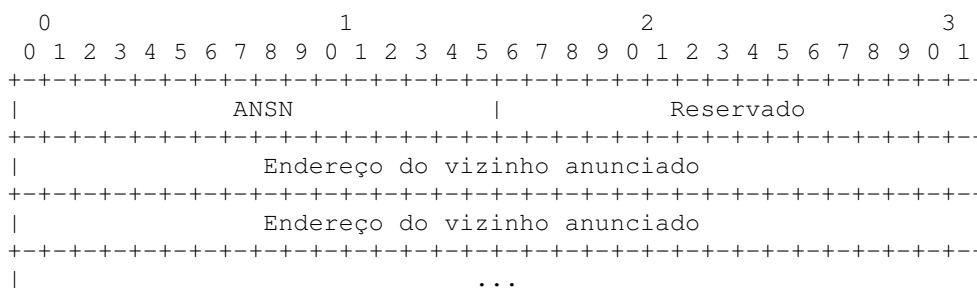 0                   1                   2                   3
 0 1 2 3 4 5 6 7 8 9 0 1 2 3 4 5 6 7 8 9 0 1 2 3 4 5 6 7 8 9 0 1
+-+-+-+-+-+-+-+-+-+-+-+-+-+-+-+-+-+-+-+-+-+-+-+-+-+-+-+-+-+-+-+-
|              ANSN             |           Reservado
+-+-+-+-+-+-+-+-+-+-+-+-+-+-+-+-+-+-+-+-+-+-+-+-+-+-+-+-+-+-+-+-
|                Endereço do vizinho anunciado
+-+-+-+-+-+-+-+-+-+-+-+-+-+-+-+-+-+-+-+-+-+-+-+-+-+-+-+-+-+-+-+-
|                Endereço do vizinho anunciado
+-+-+-+-+-+-+-+-+-+-+-+-+-+-+-+-+-+-+-+-+-+-+-+-+-+-+-+-+-+-+-+-
|                              ...